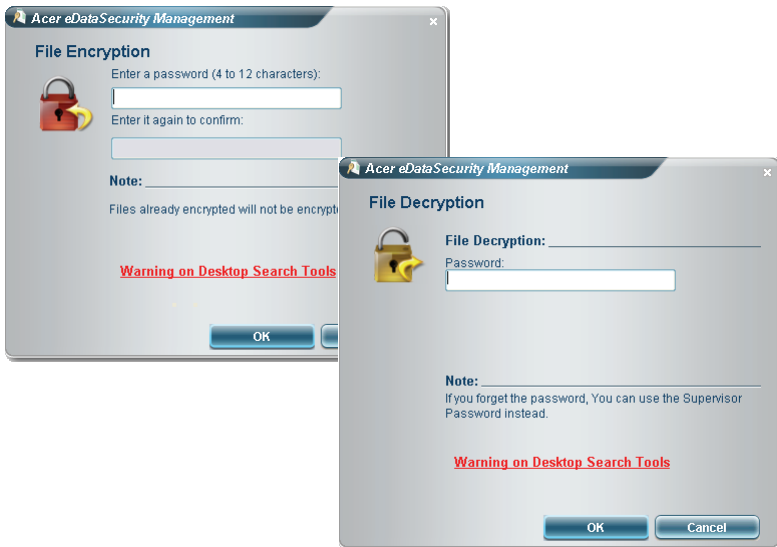 Acer eDataSecurity Management
File Encryption
Enter a password (4 to 12 characters):
Enter it again to confirm:
Note:
Files already encrypted will not be encrypte
Warning on Desktop Search Tools
OK
Acer eDataSecurity Management
File Decryption
File Decryption:
Password:
Note:
If you forget the password, You can use the Supervisor
Password instead.
Warning on Desktop Search Tools
OK
Cancel